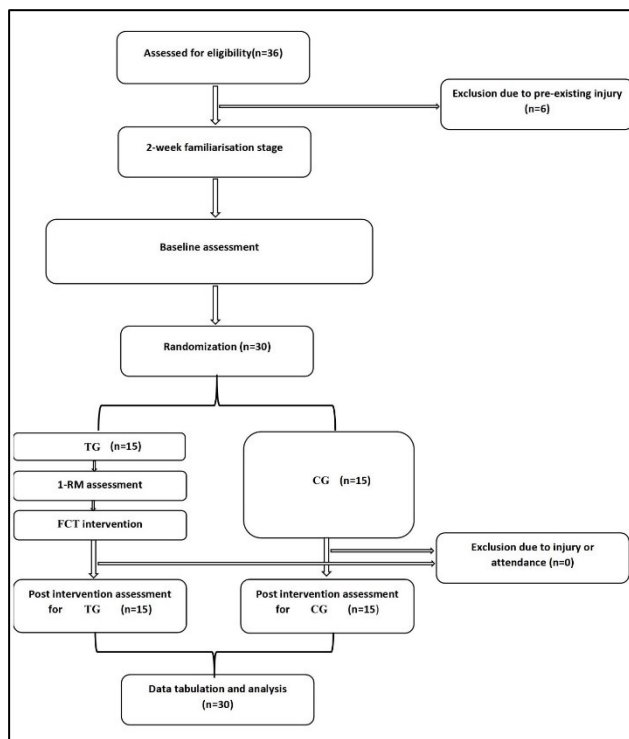 Assessed for eligibility(n=36)
Exclusion due to pre-existing injury
(n=6)
2-week familiarisation stage
Baseline assessment
Randomization (n=30)
TG (n=15)
CG (n=15)
1-RM assessment
FCT intervention
Exclusion due to injury or
attendance (n=0)
Post intervention assessment
for TG (n=15)
Post intervention assessment
for CG (n=15)
Data tabulation and analysis
(n=30)